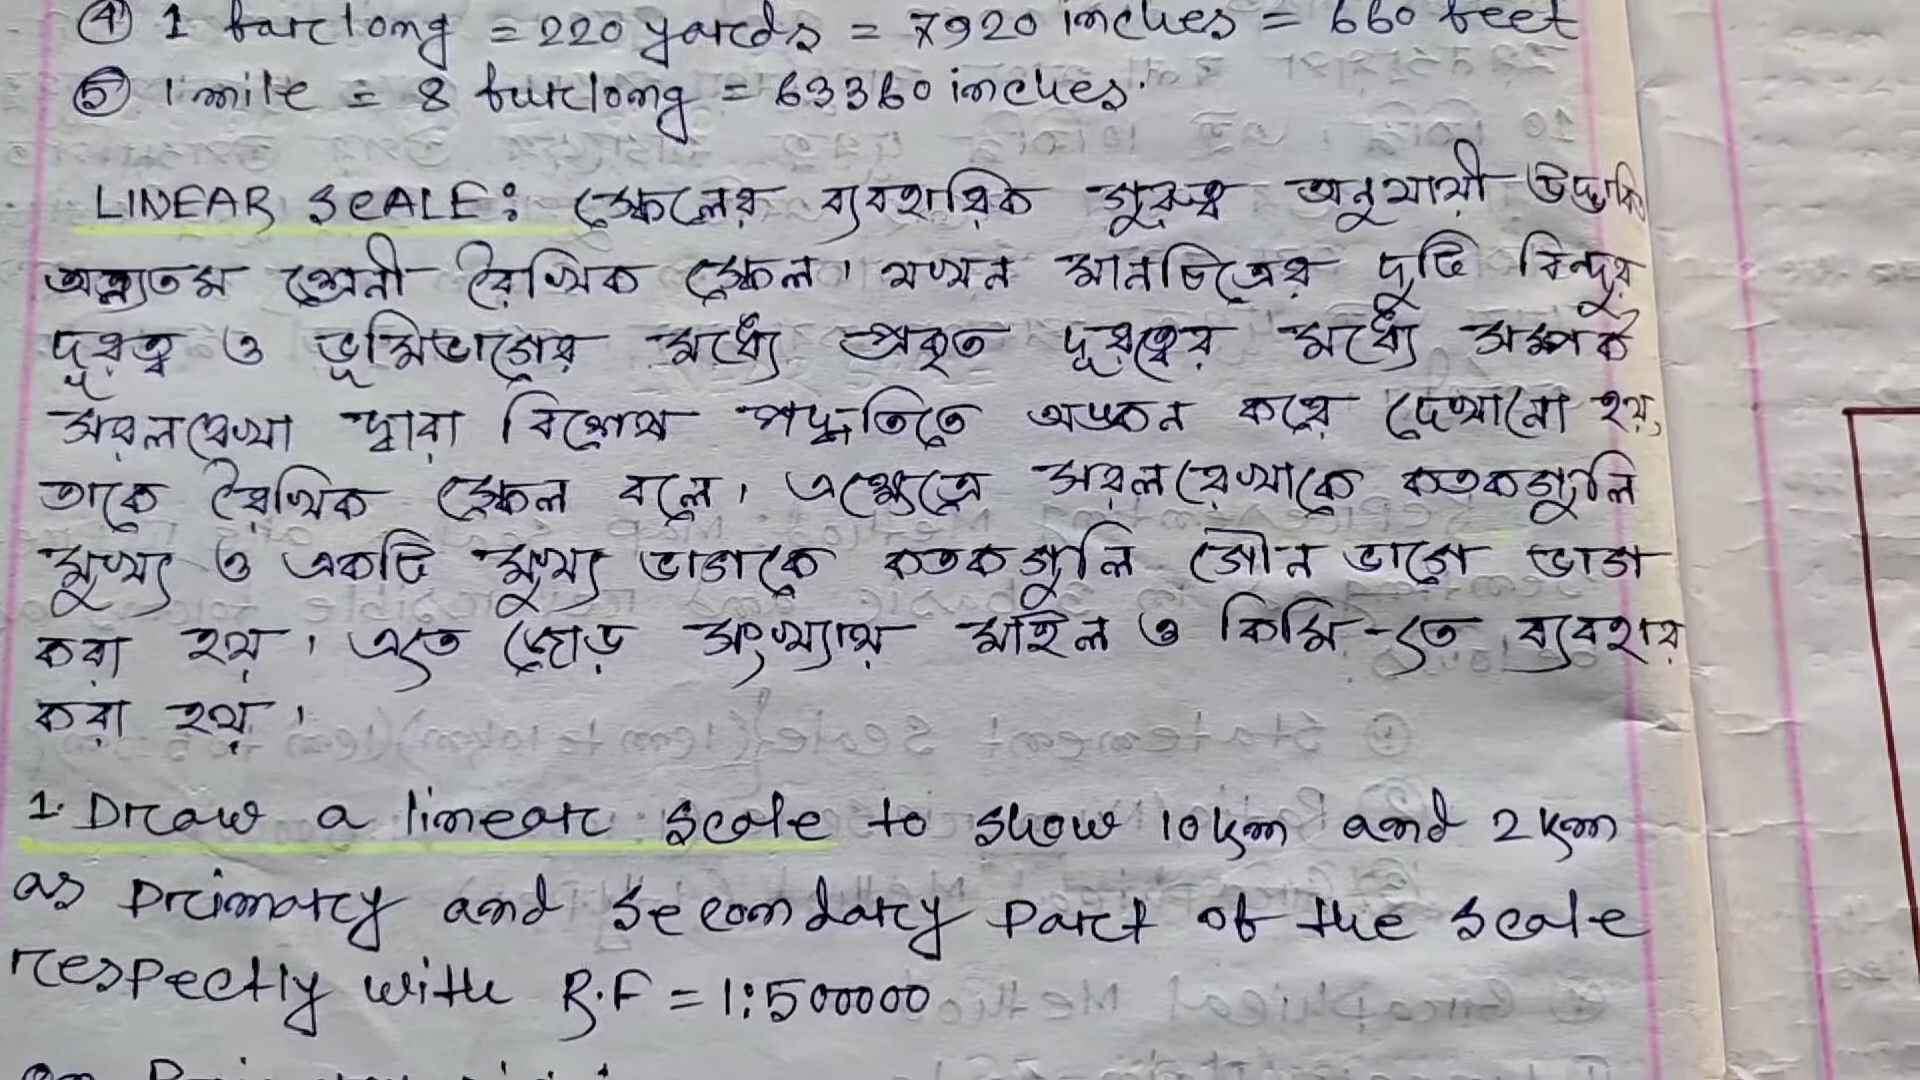 ④ 1 furlong = 220 yards = 7920 inches = 660 feet
⑤ 1 mile = 8 furlong = 63360 inches.
LINEAR SCALE: স্কেলের ব্যবহারিক গুরুত্ব অনুযায়ী
অন্যতম শ্রেনী রৈখিক স্কেল। যখন মানচিত্রের দুটি বিন্দুর
দূরত্ব ও ভূমিভাগের মধ্যে প্রকৃত দূরত্বের মধ্যে সম্পর্ক
সরলরেখা দ্বারা বিশেষ পদ্ধতিতে অঙ্কন করে দেখানো হয়,
তাকে রৈখিক স্কেল বলে। এক্ষেত্রে সরলরেখাকে কতকগুলি
মুখ্য ও একটি মুখ্য ভাগকে কতকগুলি গৌন ভাগে ভাগ
করা হয়। এতে জোড় সংখ্যায় মাইল ও কিমি-তে ব্যবহার
করা হয়।
1. Draw a linear scale to show 10 km and 2 km
as Primary and Secondary Part of the scale
respectly with R.F = 1:500000